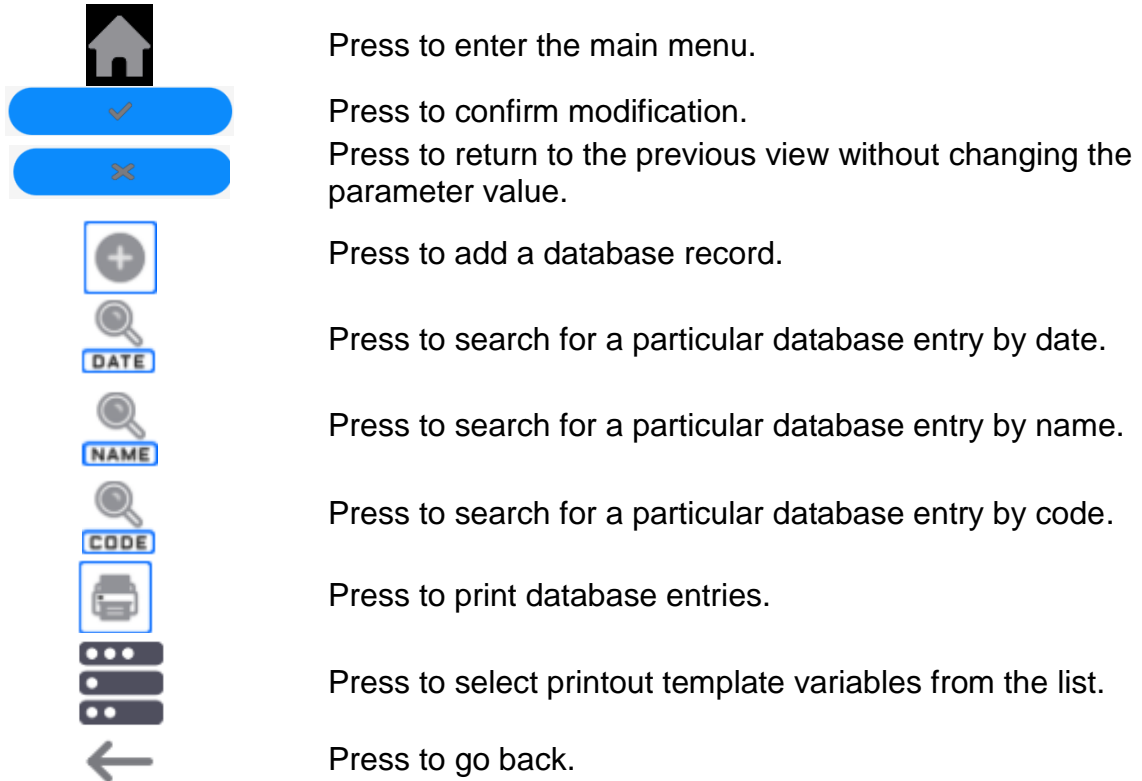 Press to enter the main menu.
Press to confirm modification.
Press to return to the previous view without changing the
parameter value.
Press to add a database record.
DATE
Press to search for a particular database entry by date.
NAME
Press to search for a particular database entry by name.
CODE
Press to search for a particular database entry by code.
Press to print database entries.
Press to select printout template variables from the list.
Press to go back.